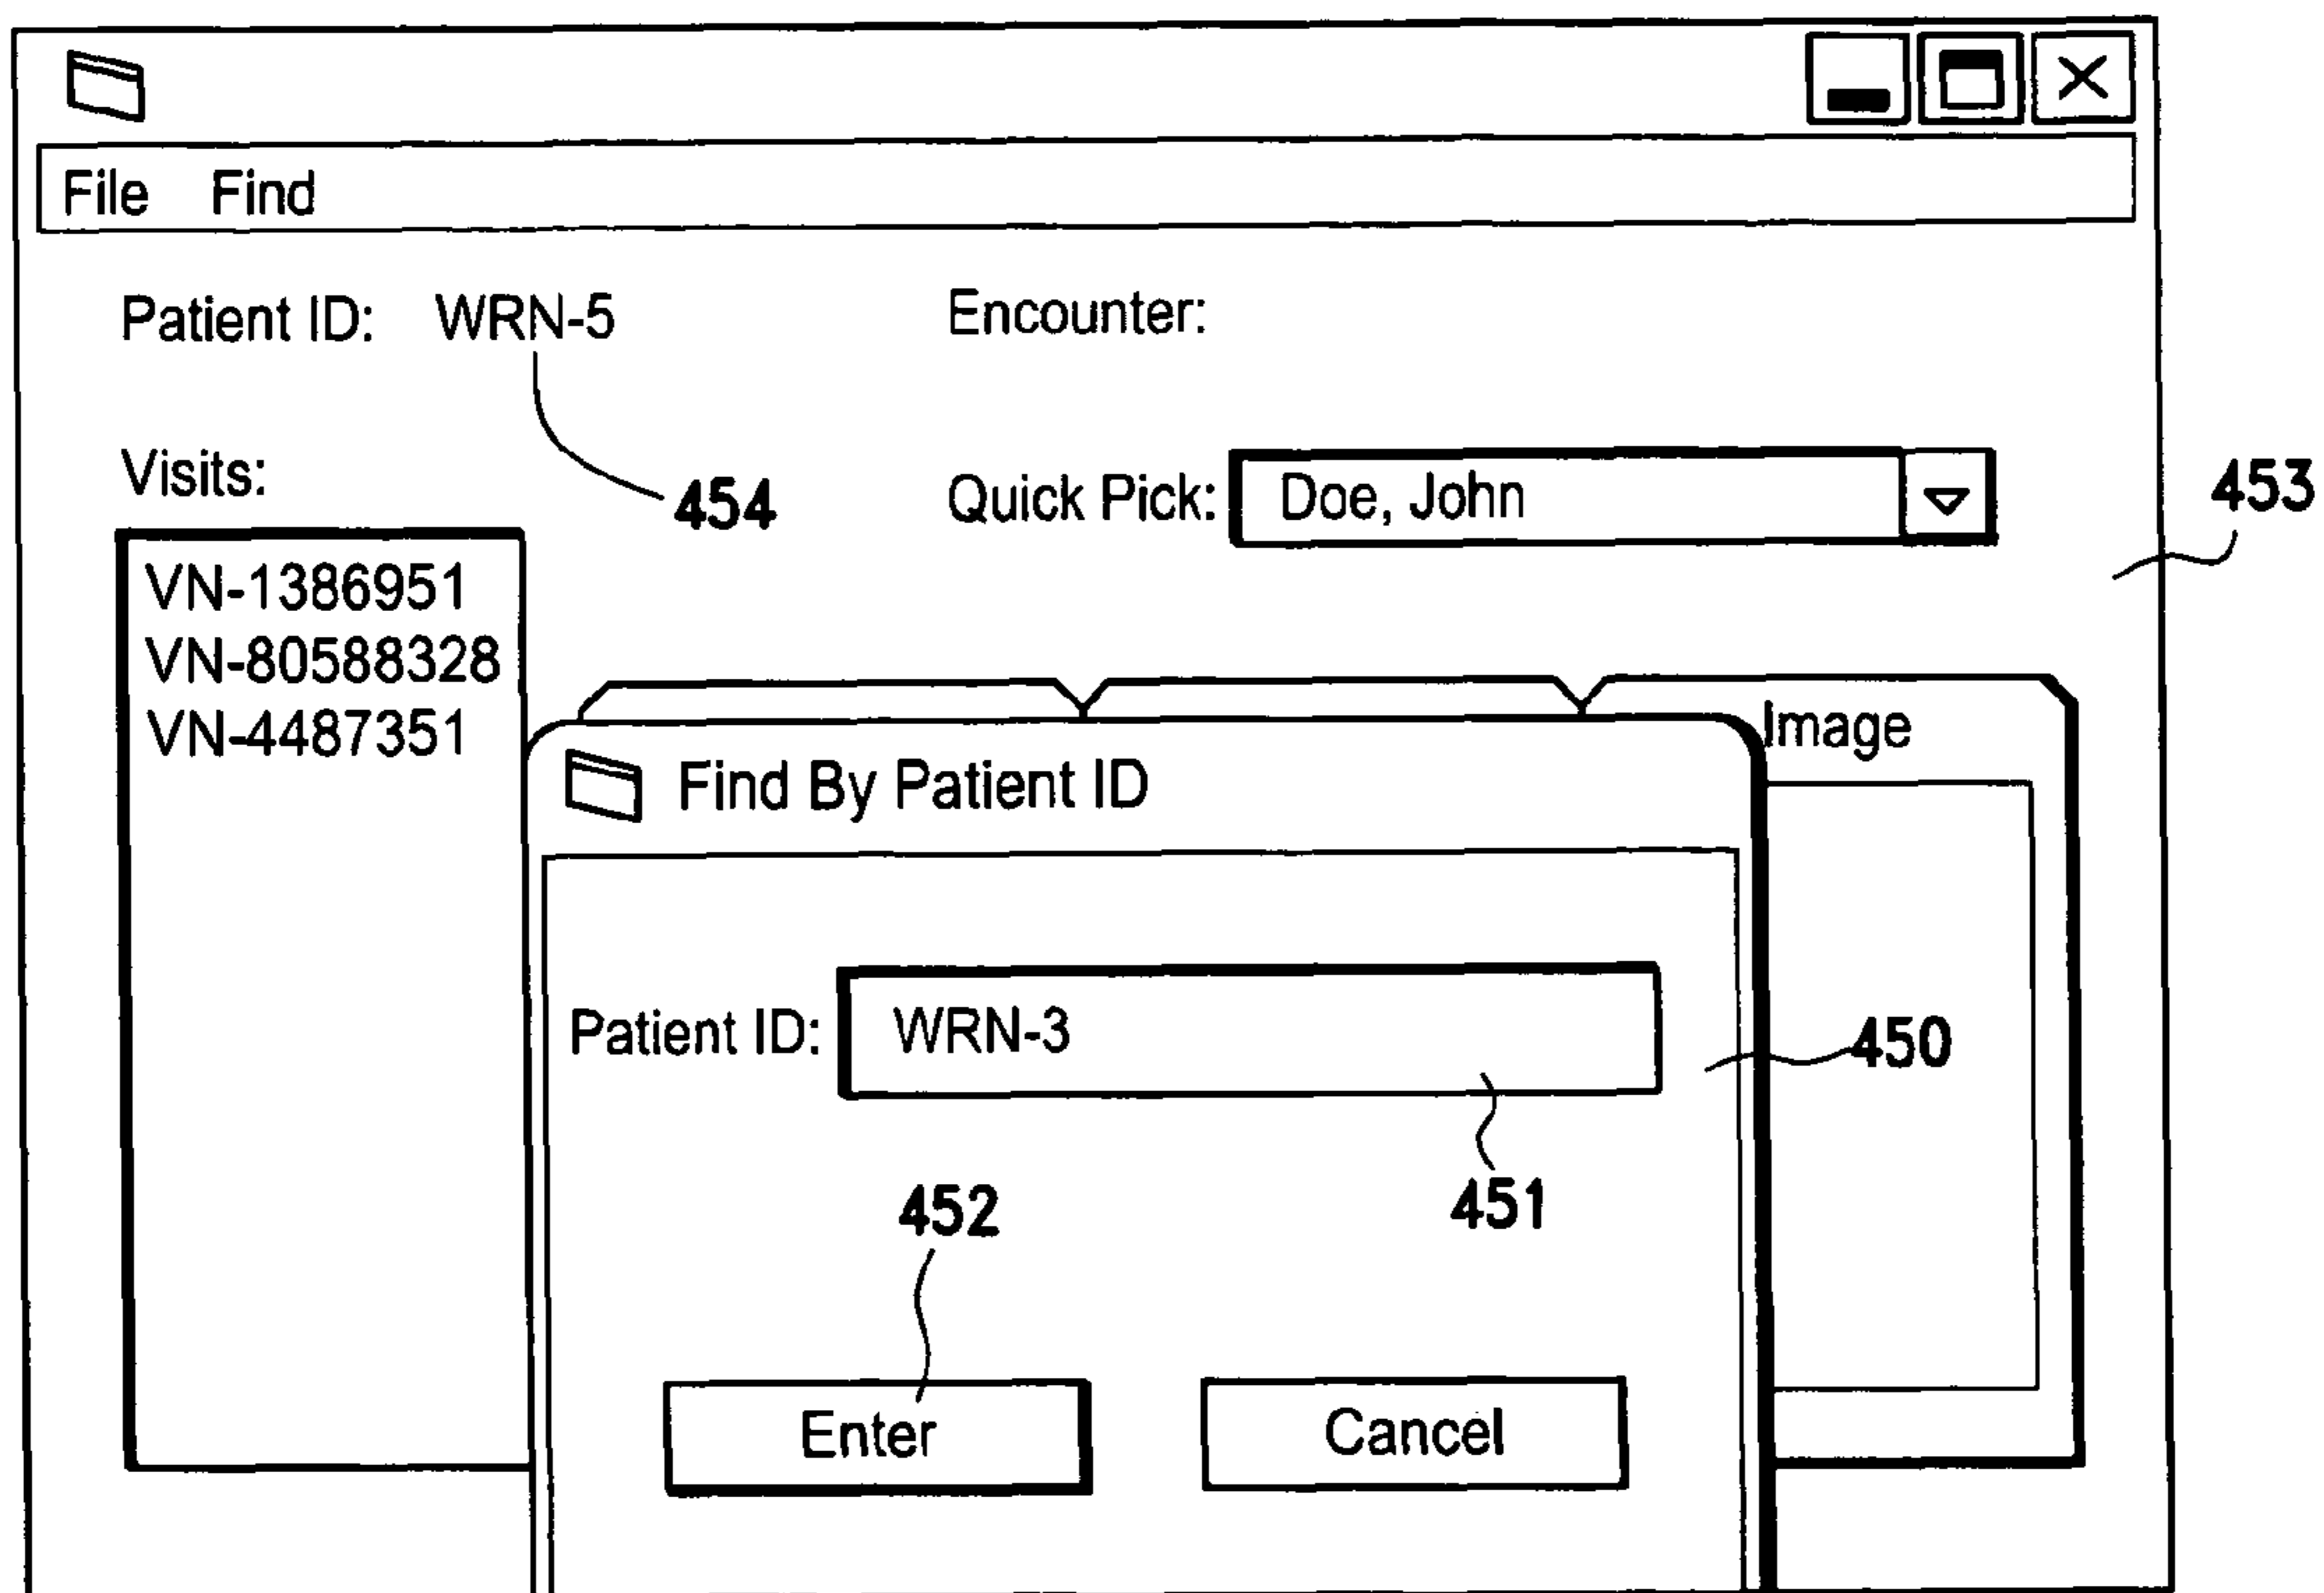 File Find
Patient ID: WRN-5 Encounter:
Visits: 454 Quick Pick: Doe, John 453
VN-1386951
VN-80588328
VN-4487351 Image
Find By Patient ID
Patient ID: WRN-3 450
452 451
Enter Cancel